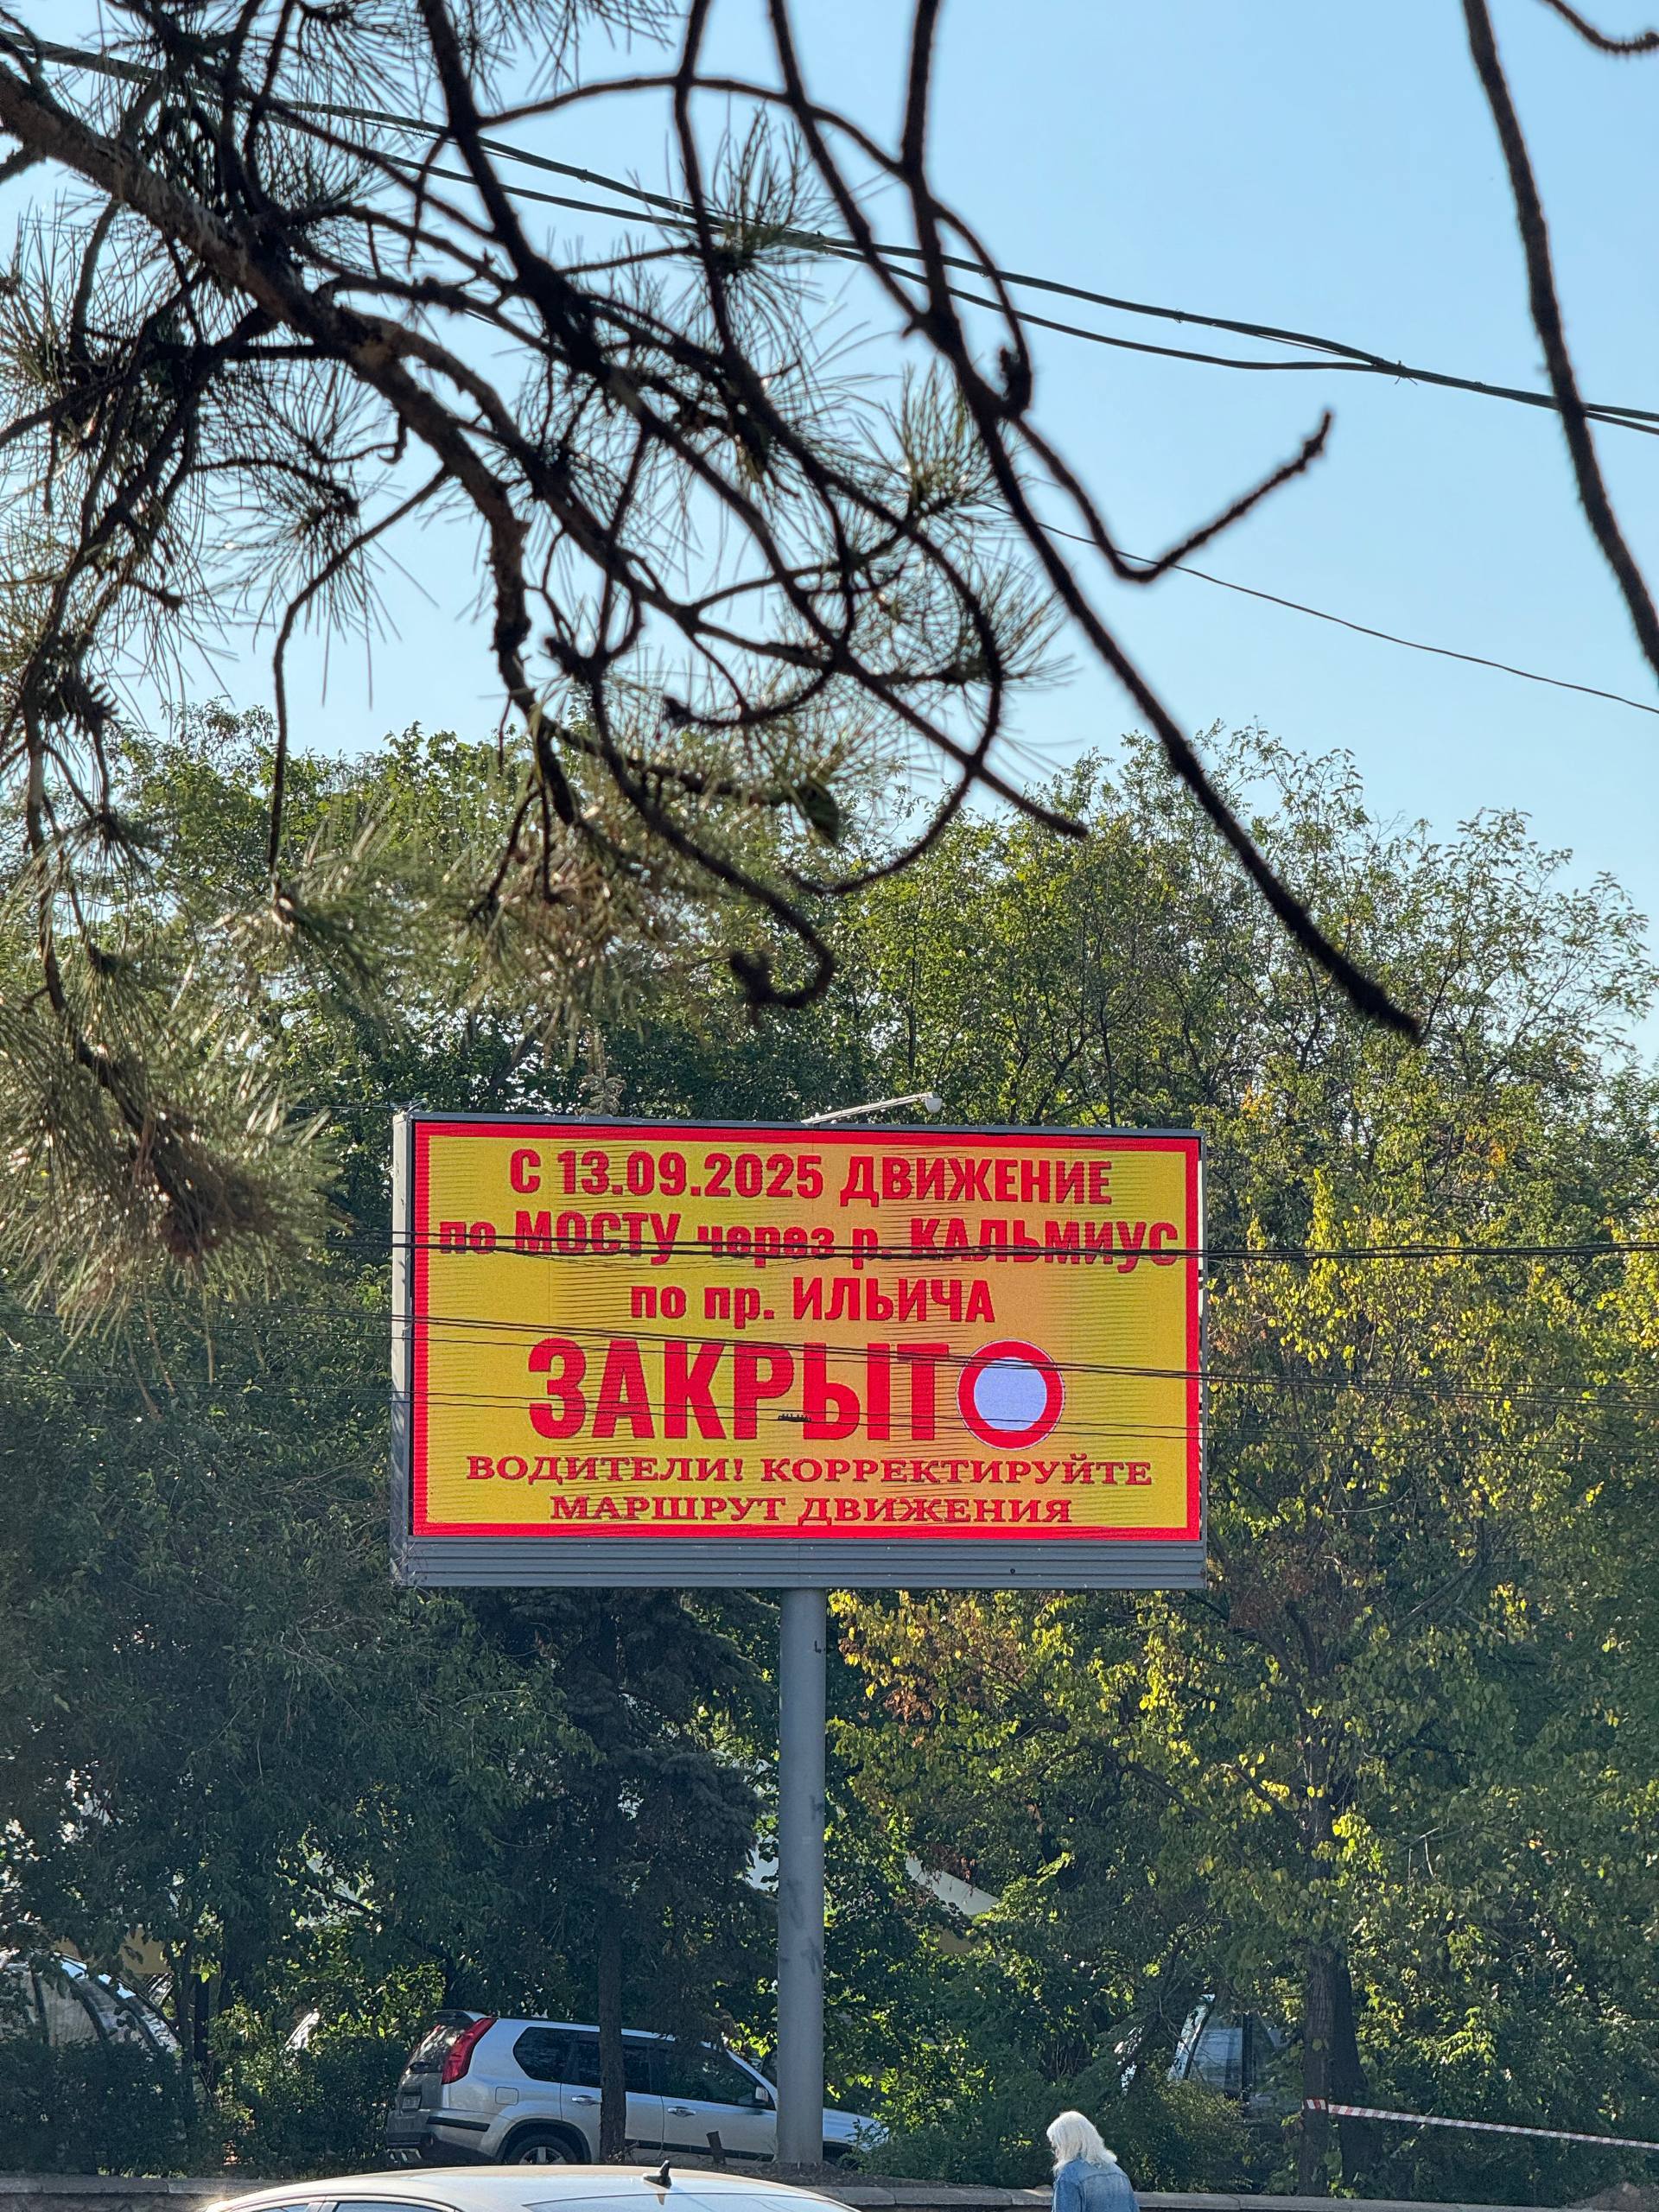 С 13.09.2025 ДВИЖЕНИЕ
по МОСТУ через р. КАЛЬМИУС
по пр. ИЛЬИЧА
ЗАКРЫТО
ВОДИТЕЛИ! КОРРЕКТИРУЙТЕ
МАРШРУТ ДВИЖЕНИЯ